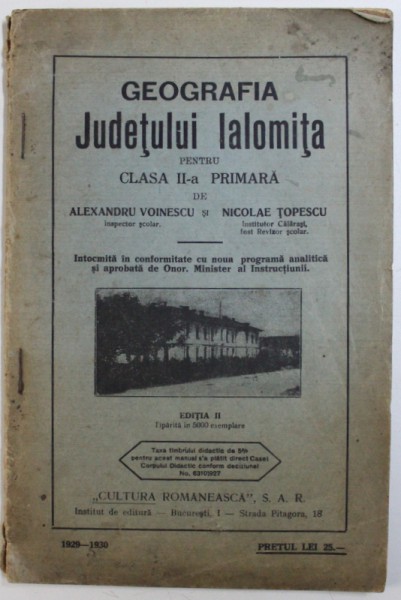 GEOGRAFIA
Judeţului Ialomiţa
PENTRU
CLASA II-a PRIMARĂ
DE
ALEXANDRU VOINESCU ŞI NICOLAE ŢOPESCU
Inspector şcolar. Institutor Călăraşi,
fost Revizor şcolar.
Intocmită in conformitate cu noua programă analitică
şi aprobată de Onor. Minister al Instrucţiunii.
EDIŢIA II
Tipărită în 5000 exemplare
Taxa timbrului didactic de 5%
pentru acest manual s'a plătit direct Casei
Corpului Didactic conform deciziunei
No. 631|1927
„CULTURA ROMANEASCA", S. A. R.
Institut de editură — Bucureşti, I — Strada Pitagora, 18
1929—1930 PREŢUL LEI 25.—